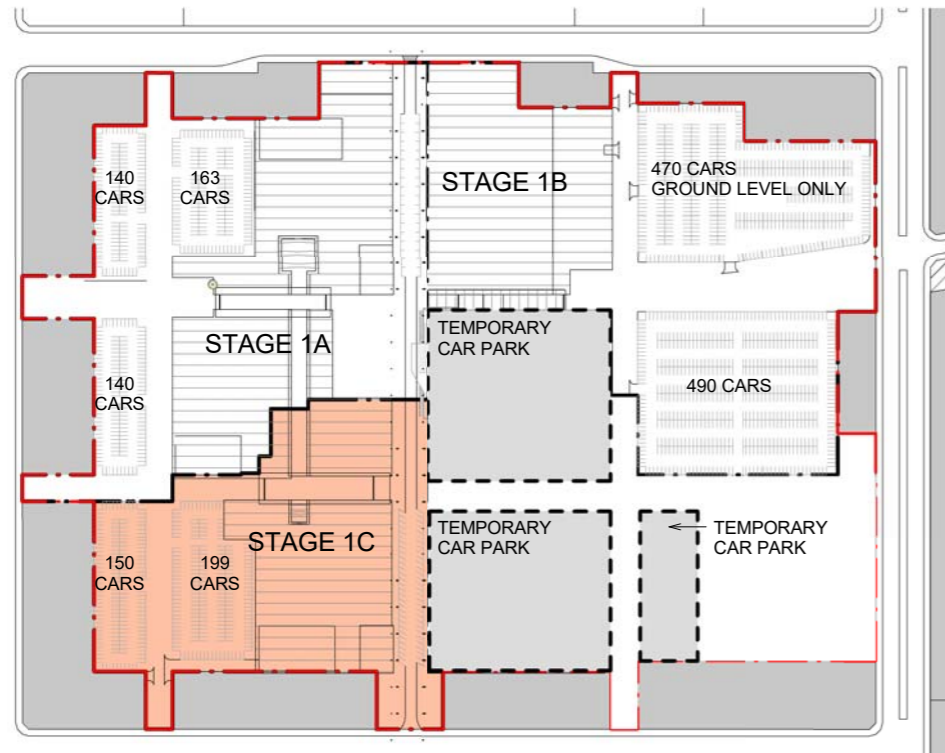 140
CARS
163
CARS
STAGE 1B
470 CARS
GROUND LEVEL ONLY
STAGE 1A
TEMPORARY
CAR PARK
140
CARS
490 CARS
STAGE 1C
150
CARS
199
CARS
TEMPORARY
CAR PARK
TEMPORARY
CAR PARK